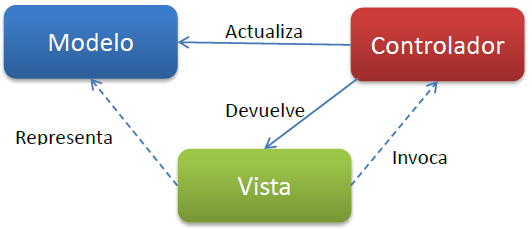 Modelo
Actualiza
Controlador
Devuelve
Representa
Invoca
Vista